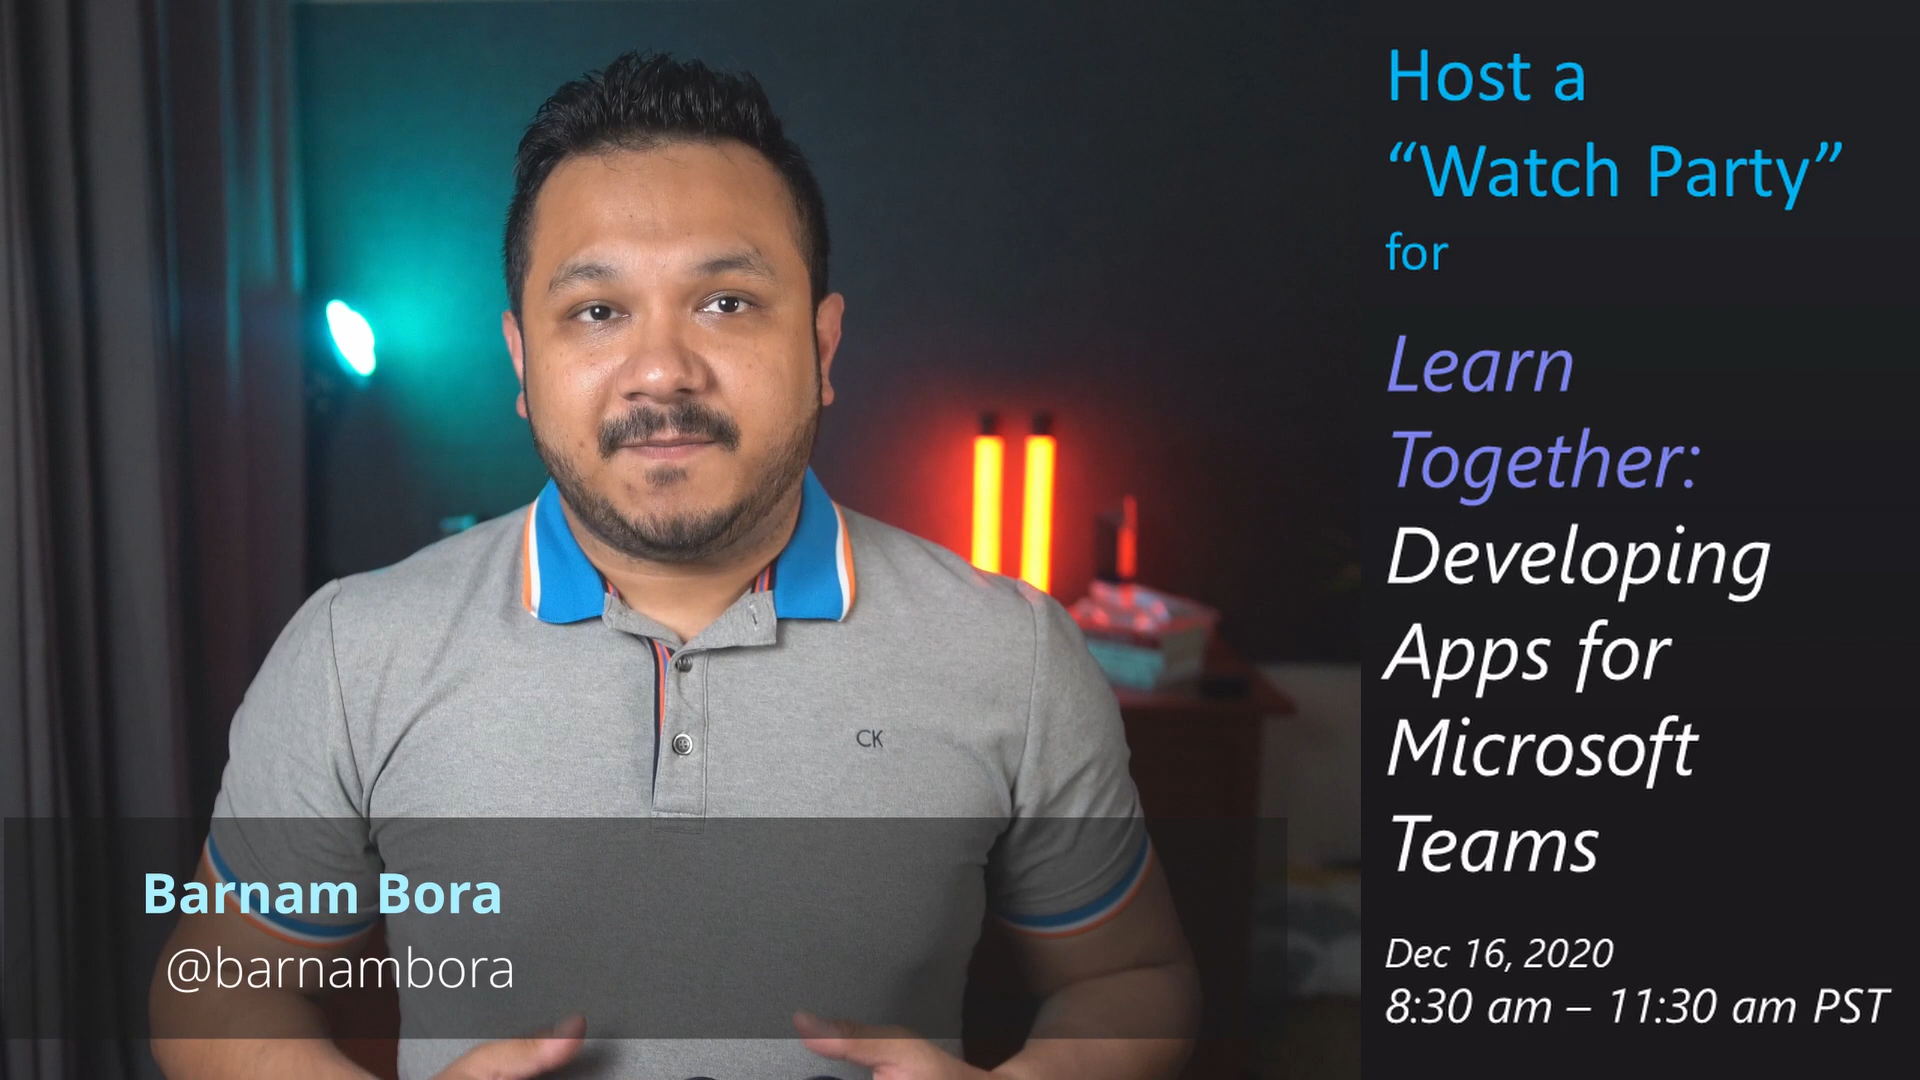 Host a
“Watch Party”
for
Learn
Together:
Developing
Apps for
Microsoft
Teams
Dec 16, 2020
8:30 am – 11:30 am PST
CK
Barnam Bora
@barnambora